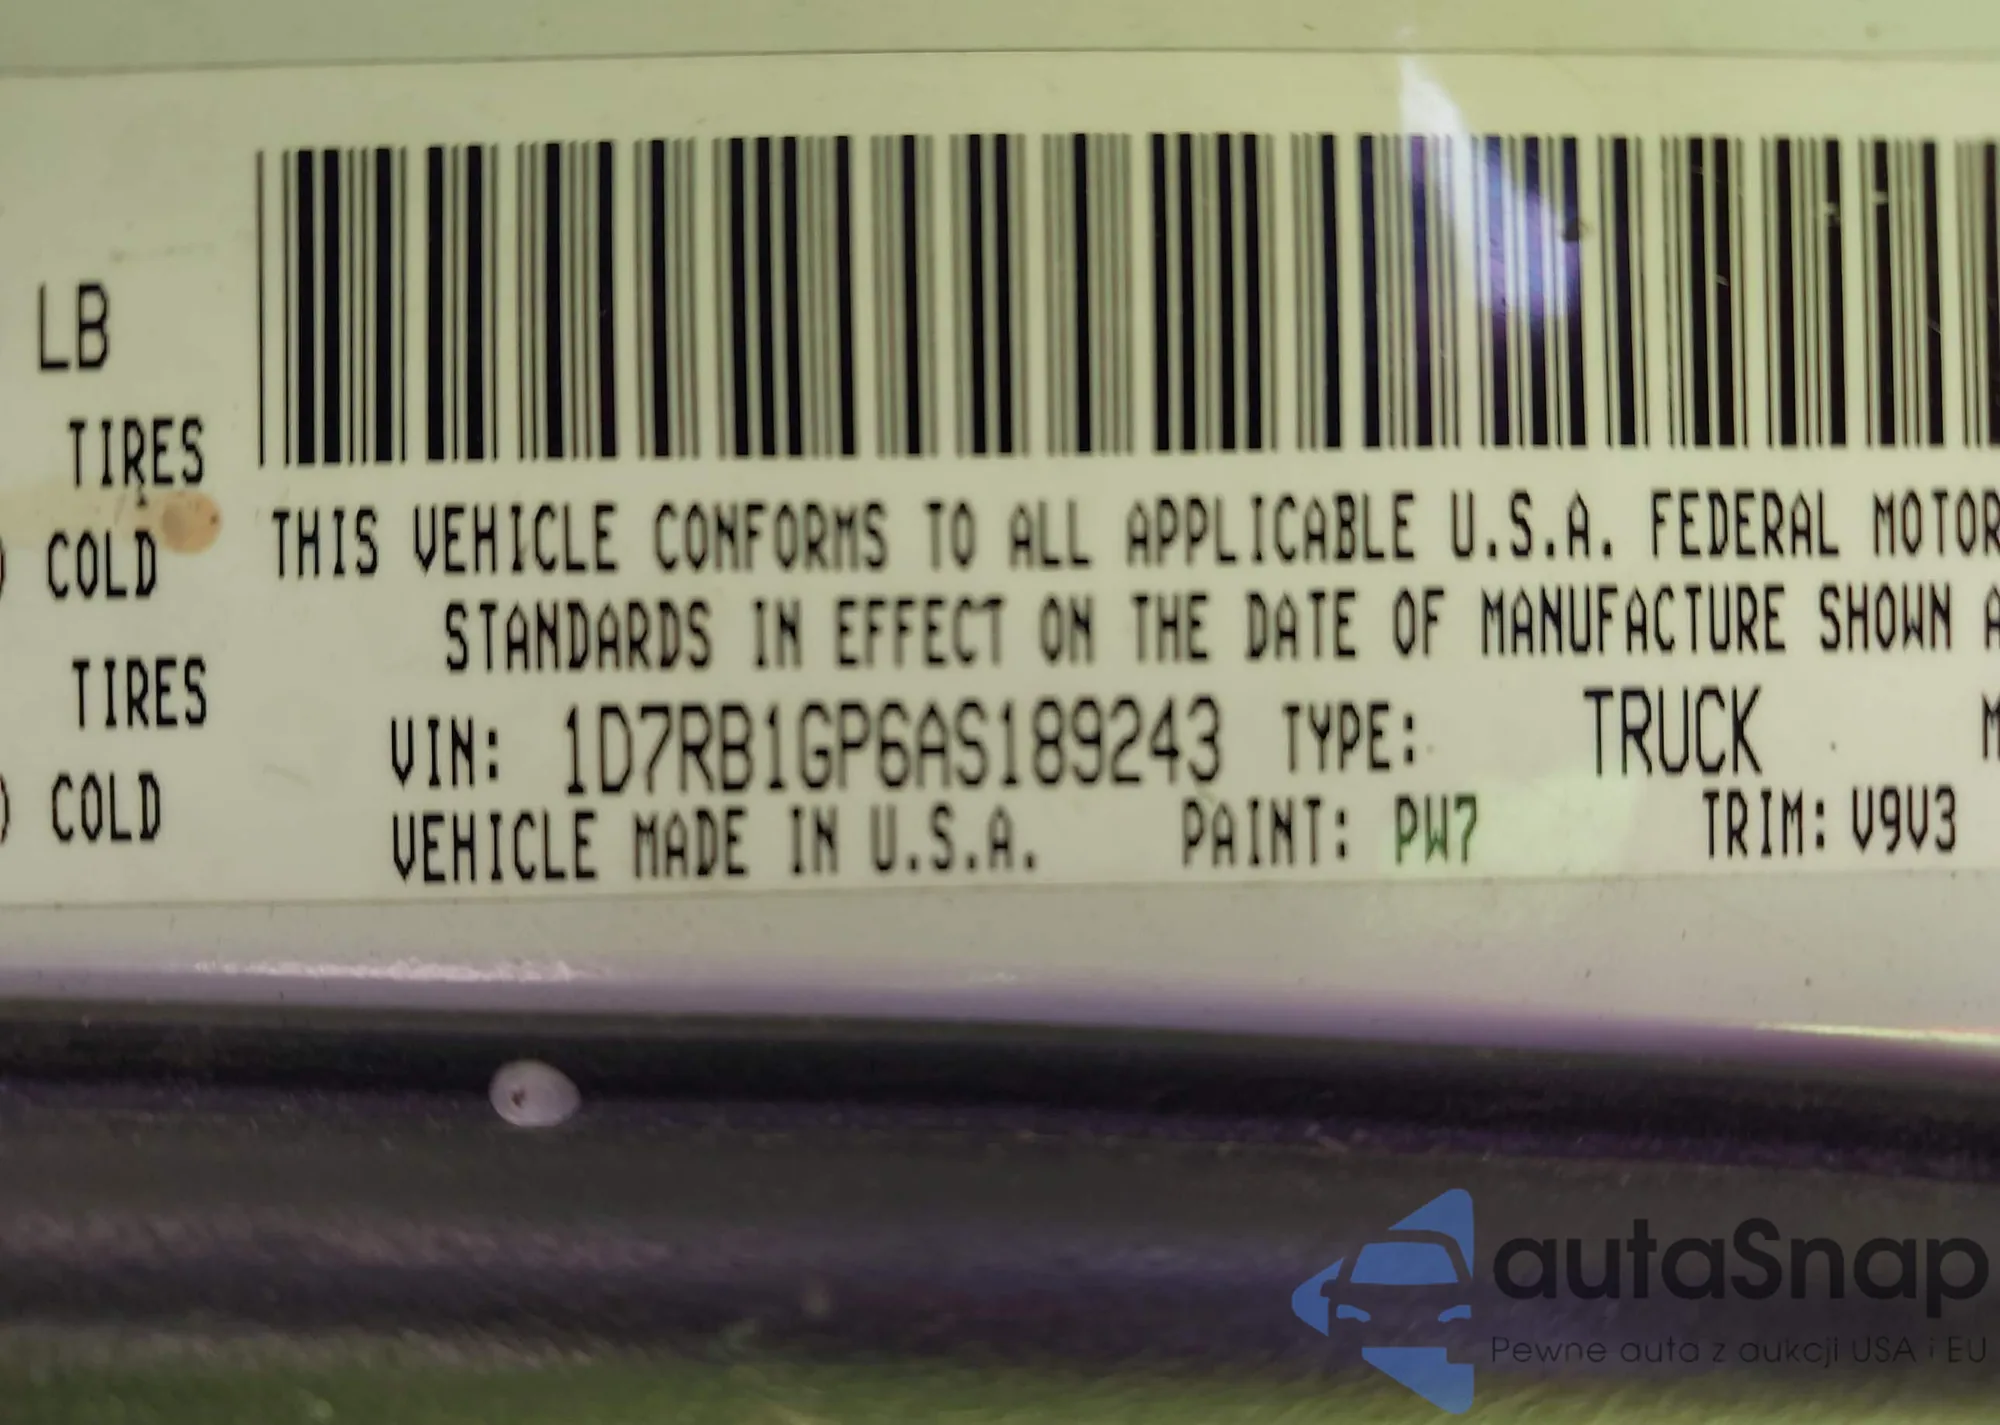 LB
TIRES
COLD
TIRES
COLD
THIS VEHICLE CONFORMS TO ALL APPLICABLE U.S.A. FEDERAL MOTOR
STANDARDS IN EFFECT ON THE DATE OF MANUFACTURE SHOWN A
VIN: 1D7RB1GP6AS189243 TYPE: TRUCK M
VEHICLE MADE IN U.S.A. PAINT: PW7 TRIM: V9V3
autaSnap
Pewne auta z aukcji USA i EU